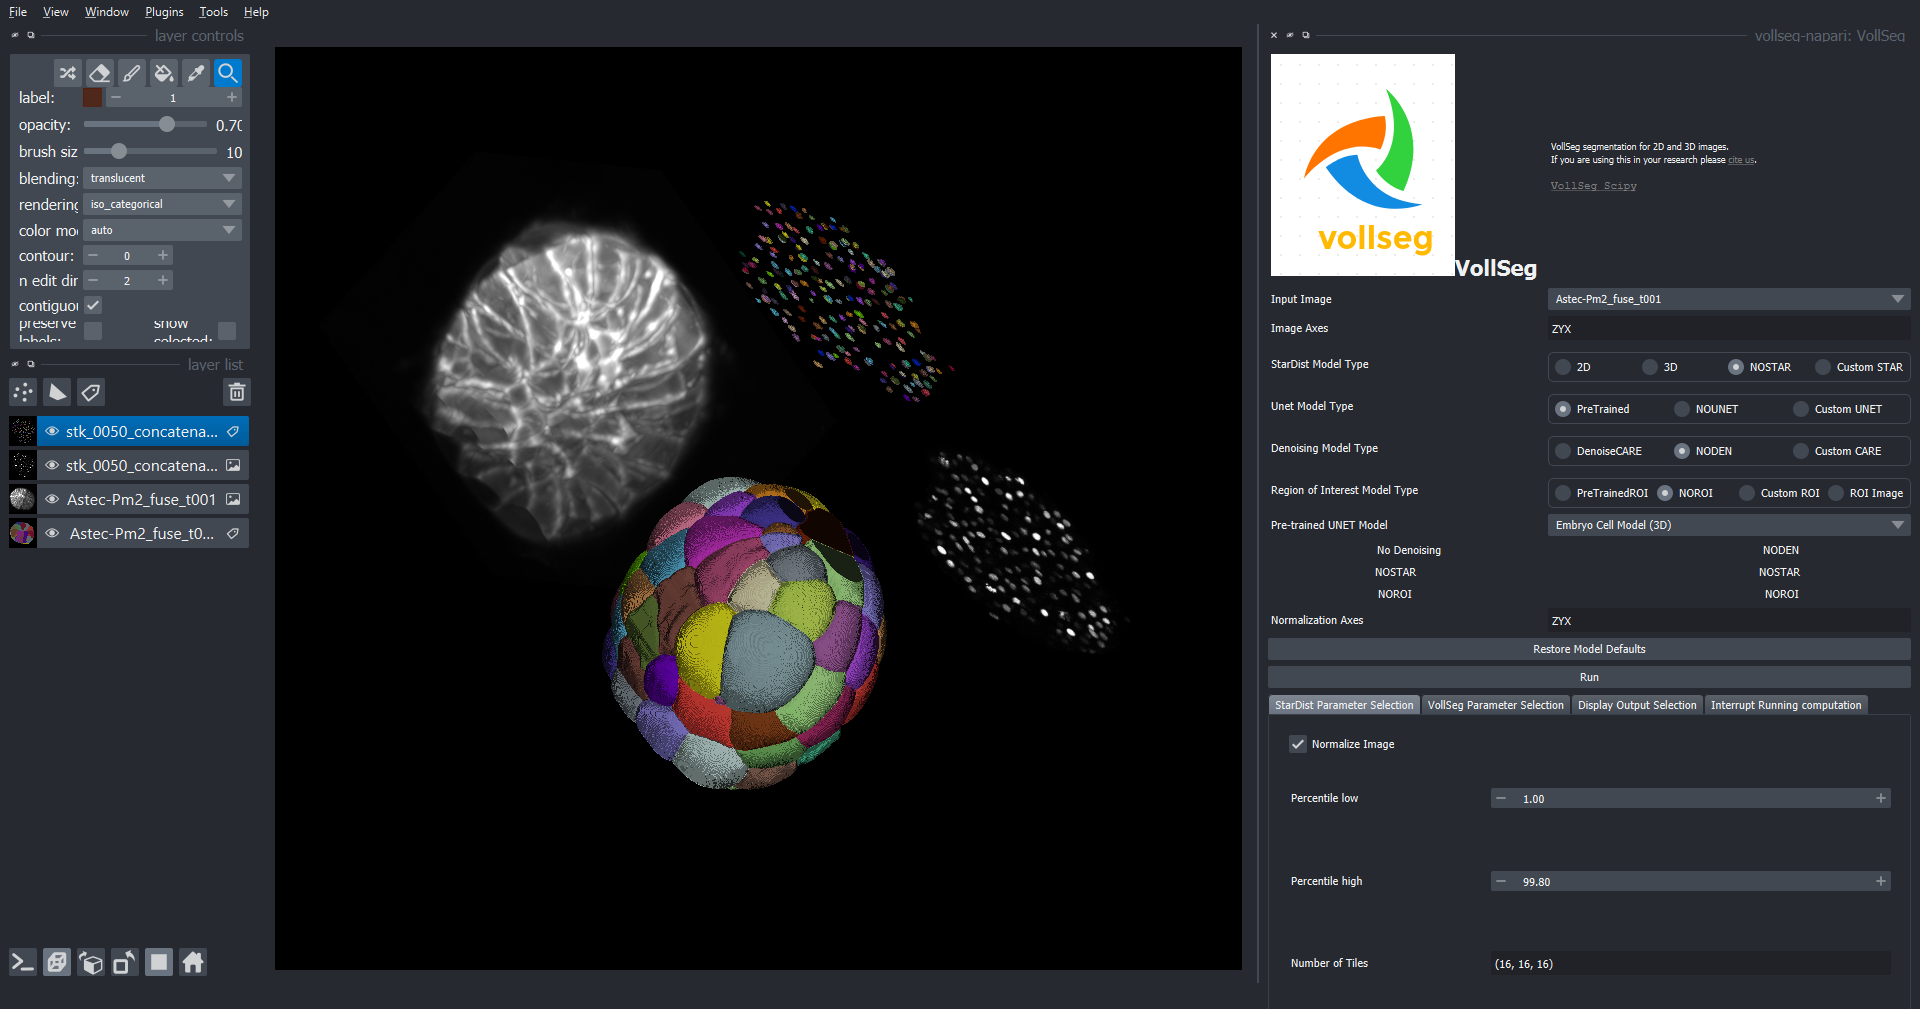 File View Window Plugins Tools Help
layer controls
label: 1
opacity: 0.70
brush siz 10
blending: translucent
rendering iso_categorical
color mo auto
contour: 0
n edit dir 2
contiguou
preserve labels: show selected:
layer list
stk_0050_concatena...
stk_0050_concatena...
Astec-Pm2_fuse_t001
Astec-Pm2_fuse_t0...
vollseg-napari: VollSeg
vollseg
VollSeg
VollSeg segmentation for 2D and 3D images.
If you are using this in your research please cite us.
VollSeg Scipy
Input Image Astec-Pm2_fuse_t001
Image Axes ZYX
StarDist Model Type 2D 3D NOSTAR Custom STAR
Unet Model Type PreTrained NOUNET Custom UNET
Denoising Model Type DenoiseCARE NODEN Custom CARE
Region of Interest Model Type PreTrainedROI NOROI Custom ROI ROI Image
Pre-trained UNET Model Embryo Cell Model (3D)
No Denoising NODEN
NOSTAR NOSTAR
NOROI NOROI
Normalization Axes ZYX
Restore Model Defaults
Run
StarDist Parameter Selection VollSeg Parameter Selection Display Output Selection Interrupt Running computation
Normalize Image
Percentile low 1.00
Percentile high 99.80
Number of Tiles (16, 16, 16)